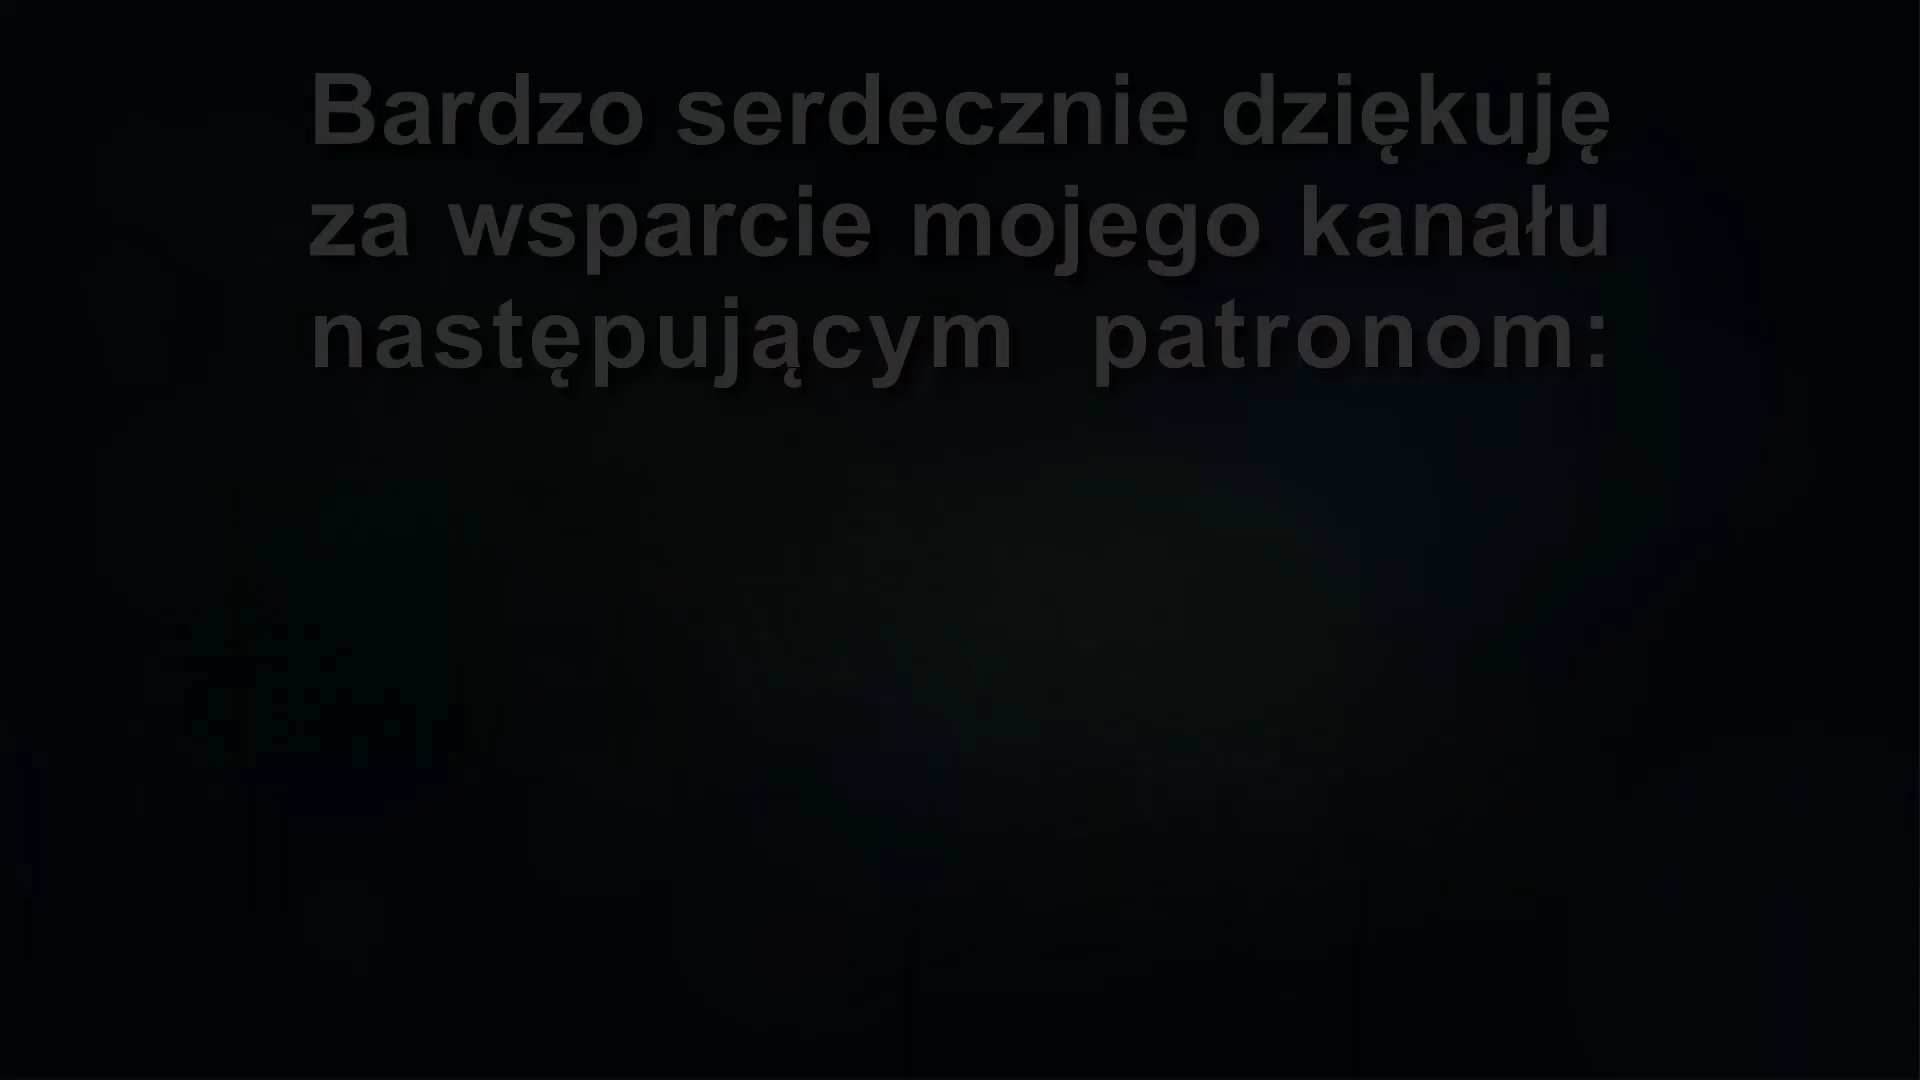 Bardzo serdecznie dziękuję
za wsparcie mojego kanału
następującym patronom: